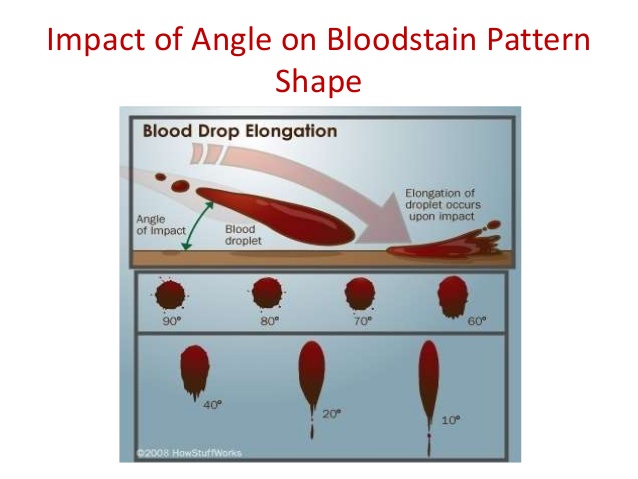 Impact of Angle on Bloodstain Pattern
Shape
Blood Drop Elongation
Elongation of
droplet occurs
upon impact
Angle
of Impact
Blood
droplet
90°
80°
70°
60°
40°
20°
10°
©2008 HowStuffWorks